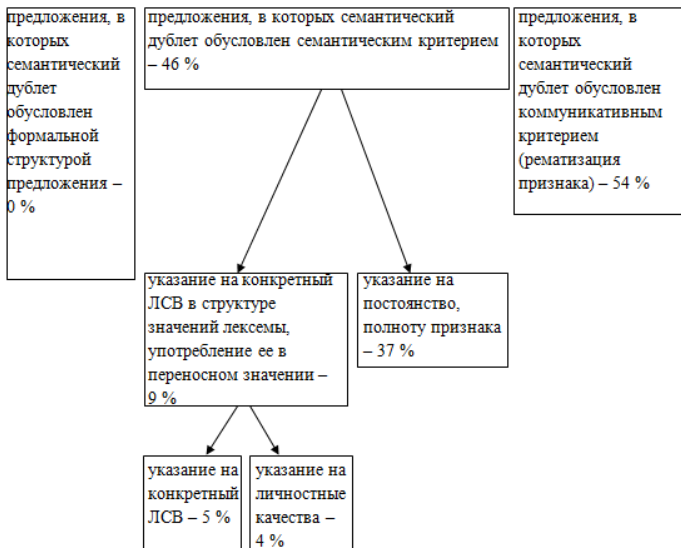 предложения, в
которых
семантический
дублет
обусловлен
формальной
структурой
предложения –
0 %
предложения, в которых семантический
дублет обусловлен семантическим критерием
– 46 %
предложения, в
которых
семантический
дублет обусловлен
коммуникативным
критерием
(рематизация
признака) – 54 %
указание на конкретный
ЛСВ в структуре
значений лексемы,
употребление ее в
переносном значении –
9 %
указание на
постоянство,
полноту признака
– 37 %
указание на
конкретный
ЛСВ – 5 %
указание на
личностные
качества –
4 %